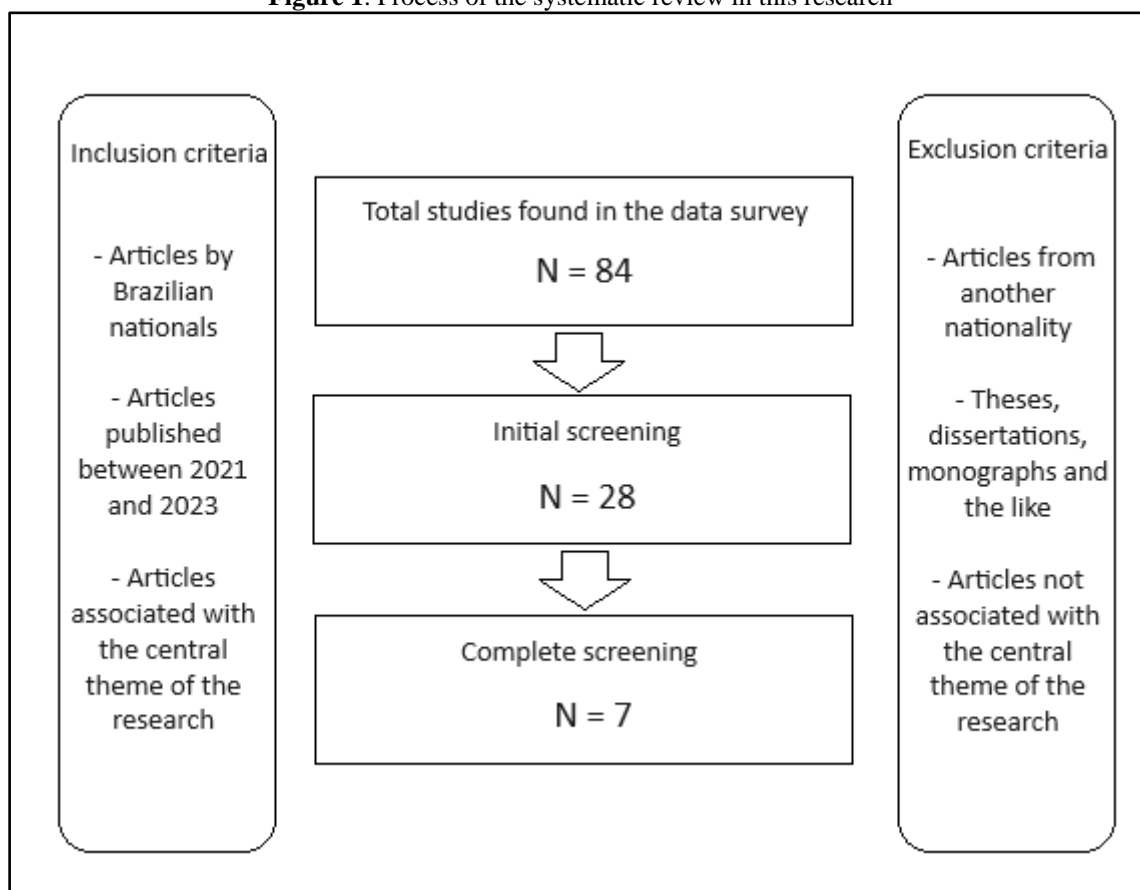 Figure 1. Process of the systematic review in this research
Inclusion criteria
- Articles by
Brazilian
nationals
- Articles
published
between 2021
and 2023
- Articles
associated with
the central
theme of the
research
Total studies found in the data survey
N = 84
Initial screening
N = 28
Complete screening
N = 7
Exclusion criteria
- Articles from
another
nationality
- Theses,
dissertations,
monographs and
the like
- Articles not
associated with
the central
theme of the
research